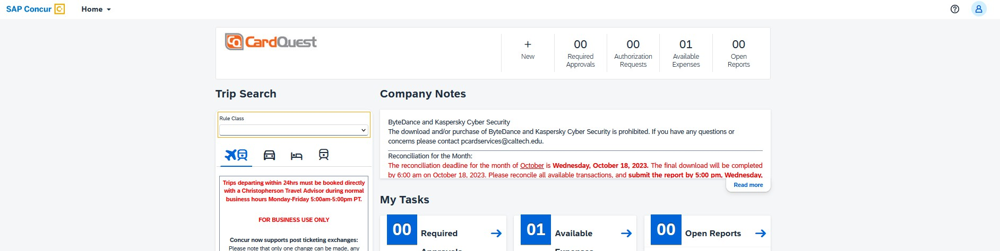 SAP Concur C· Home
CQ CardQuest
+
New
00
Required
Approvals
00
Authorization
Requests
01
Available
Expenses
00
Open
Reports
Trip Search
Rule Class
Trips departing within 24hrs must be booked directly
with a Christopherson Travel Advisor during normal
business hours Monday-Friday 5:00am-5:00pm PT.
FOR BUSINESS USE ONLY
Concur now supports post ticketing exchanges:
Please note that only one change can be made, any
Company Notes
ByteDance and Kaspersky Cyber Security
The download and/or purchase of ByteDance and Kaspersky Cyber Security is prohibited. If you have any questions or
concerns please contact pcardservices@caltech.edu.
Reconciliation for the Month:
The reconciliation deadline for the month of October is Wednesday, October 18, 2023. The final download will be completed
by 6:00 am on October 18, 2023. Please reconcile all available transactions, and submit the report by 5:00 pm, Wednesday,
Read more
My Tasks
00 Required
Approvals
01 Available
Expenses
00 Open Reports